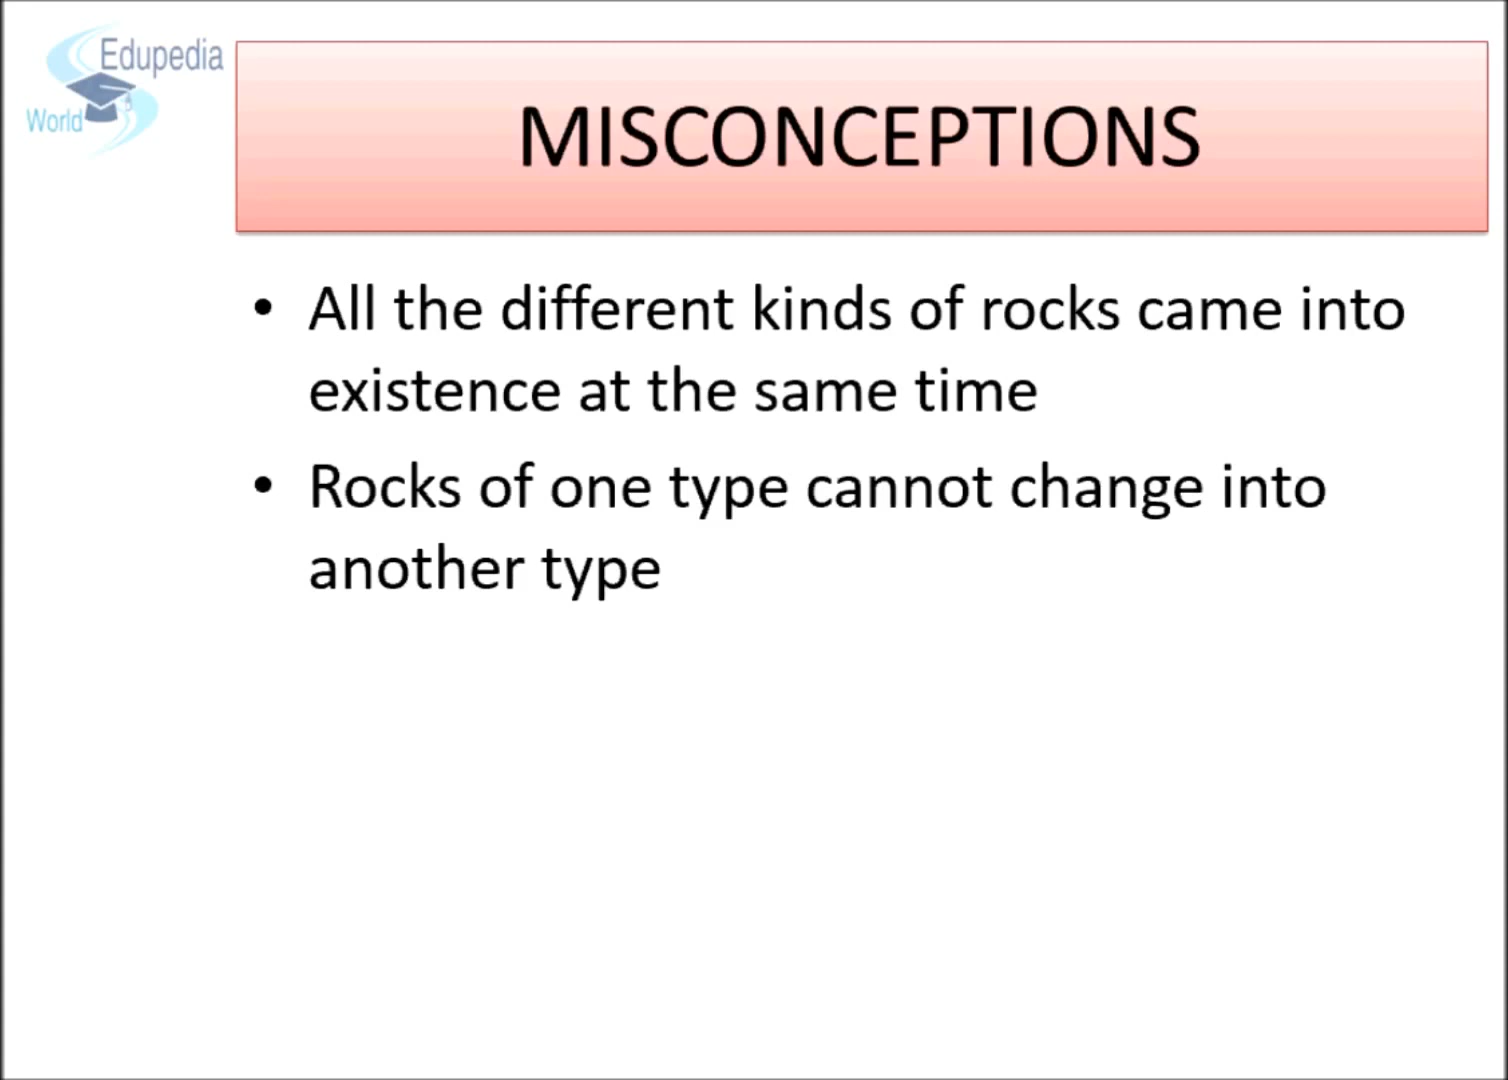 Edupedia
World
MISCONCEPTIONS
• All the different kinds of rocks came into
existence at the same time
• Rocks of one type cannot change into
another type